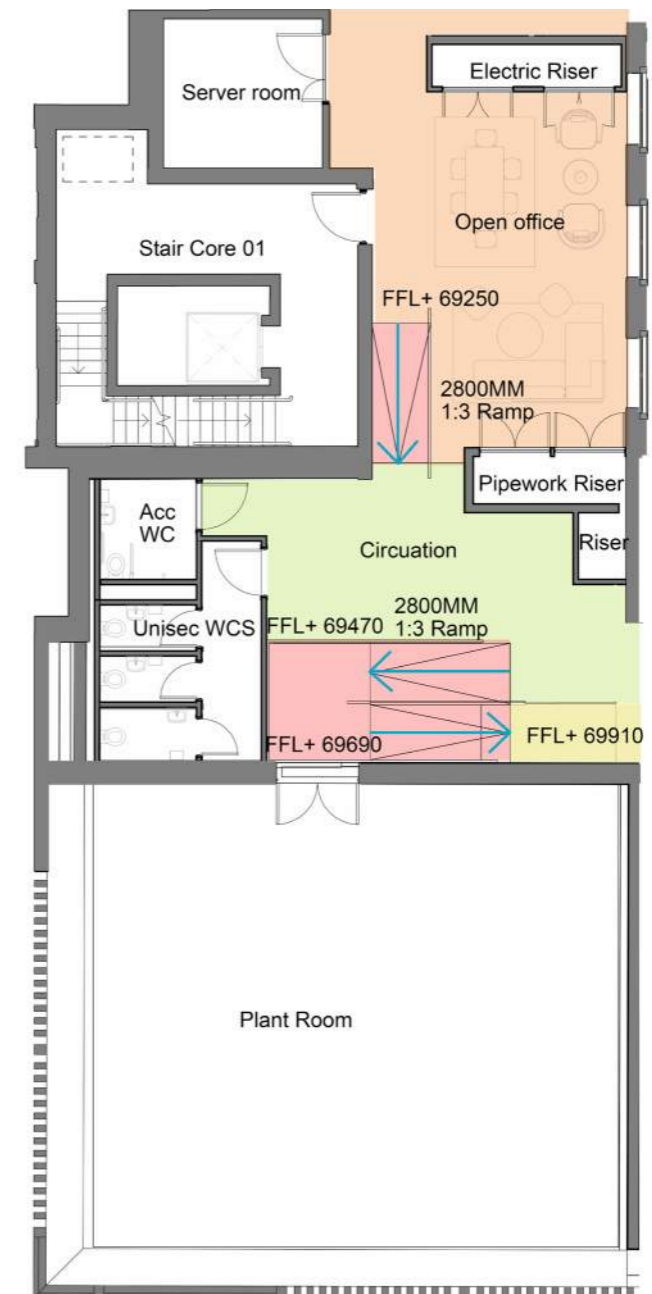 Server room
Electric Riser
Open office
Stair Core 01
FFL+ 69250
2800MM
1:3 Ramp
Pipework Riser
Acc
WC
Riser
Circuation
2800MM
1:3 Ramp
Unisec WCS
FFL+ 69470
FFL+ 69910
FFL+ 69690
Plant Room